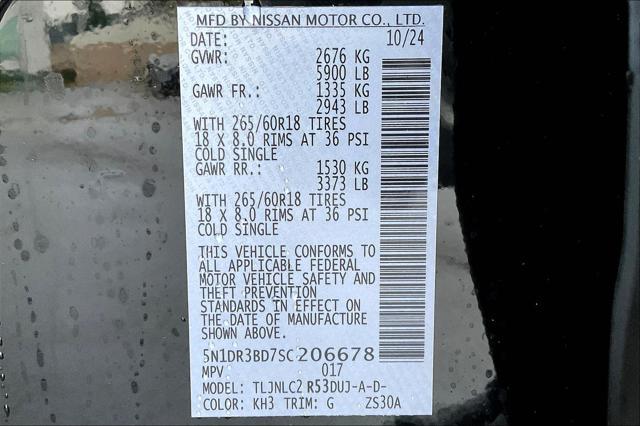 MFD BY NISSAN MOTOR CO., LTD.
DATE: 10/24
GVWR: 2676 KG
5900 LB
GAWR FR.: 1335 KG
2943 LB
WITH 265/60R18 TIRES
18 X 8.0 RIMS AT 36 PSI
COLD SINGLE
GAWR RR.: 1530 KG
3373 LB
WITH 265/60R18 TIRES
18 X 8.0 RIMS AT 36 PSI
COLD SINGLE
THIS VEHICLE CONFORMS TO
ALL APPLICABLE FEDERAL
MOTOR VEHICLE SAFETY AND
THEFT PREVENTION
STANDARDS IN EFFECT ON
THE DATE OF MANUFACTURE
SHOWN ABOVE.
5N1DR3BD7SC206678
MPV 017
MODEL: TLJNLC2 R53DUJ-A-D-
COLOR: KH3 TRIM: G ZS30A